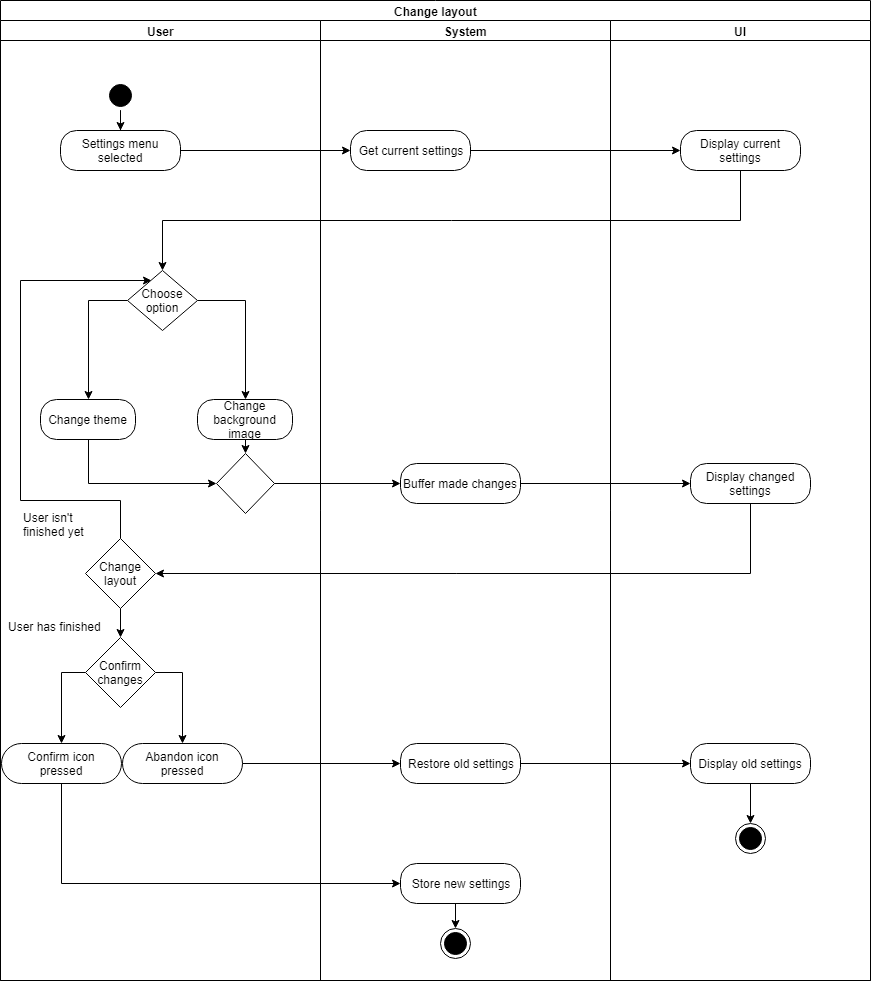 Change layout
User
System
UI
Settings menu
selected
Get current settings
Display current
settings
Choose
option
Change theme
Change
background
image
Buffer made changes
Display changed
settings
User isn't
finished yet
Change
layout
User has finished
Confirm
changes
Confirm icon
pressed
Abandon icon
pressed
Restore old settings
Display old settings
Store new settings